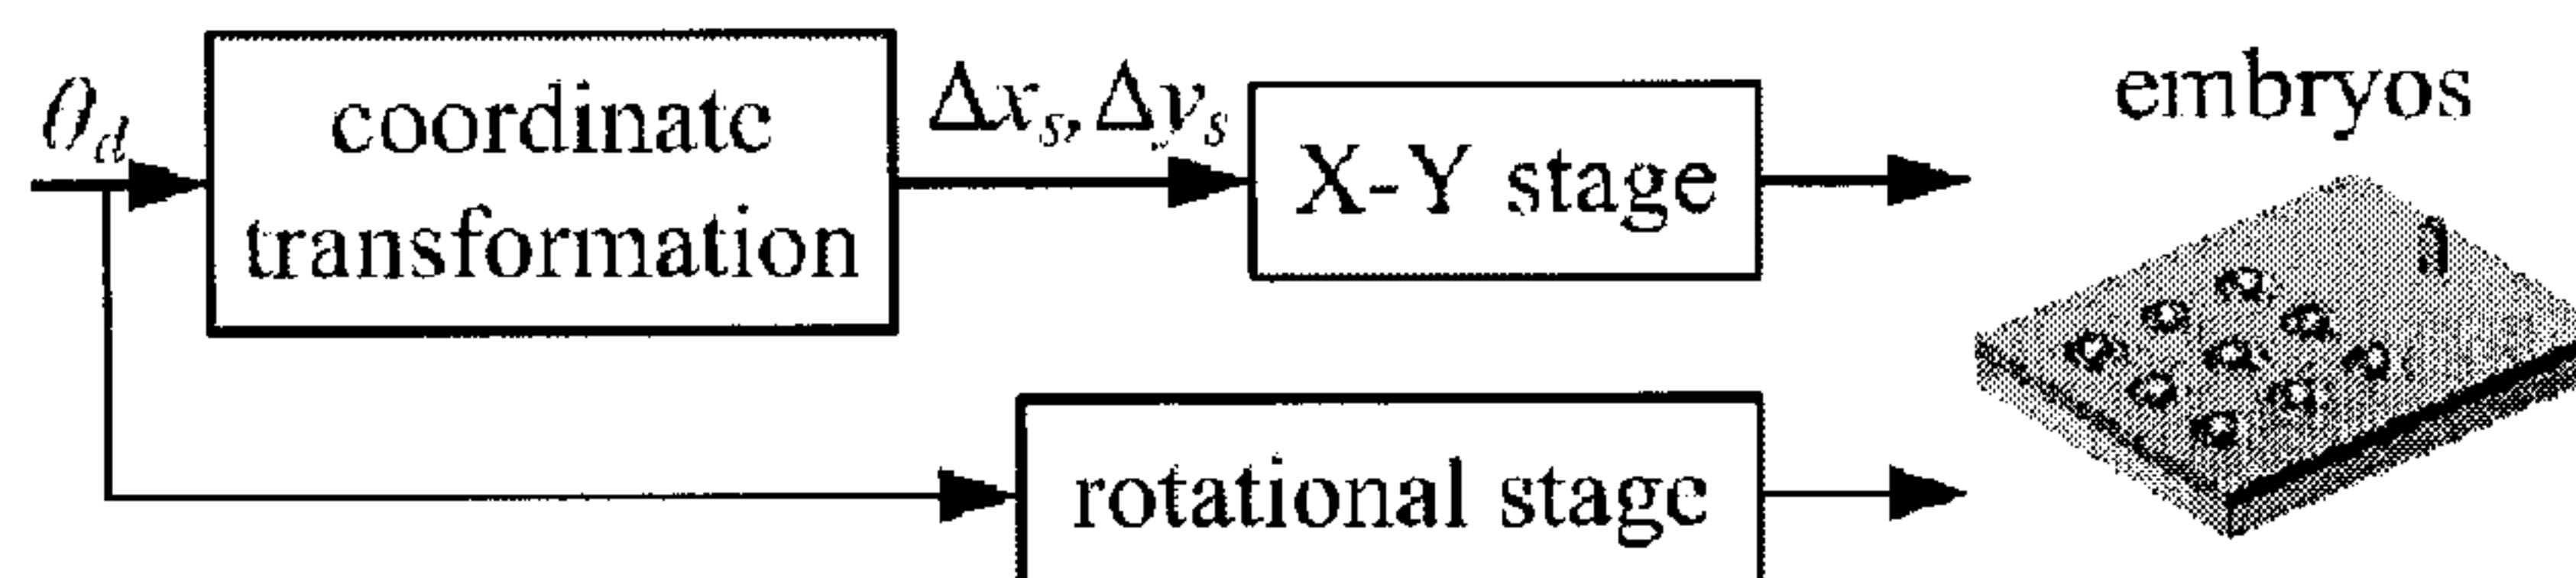 θd
coordinate
transformation
Δxs, Δys
X-Y stage
embryos
rotational stage